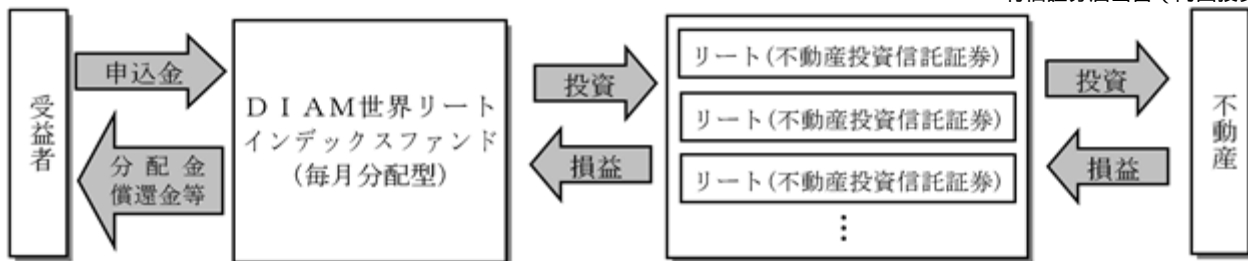 受益者
申込金
分配金
償還金等
DIAM世界リート
インデックスファンド
(毎月分配型)
投資
損益
リート(不動産投資信託証券)
リート(不動産投資信託証券)
リート(不動産投資信託証券)
⋮
投資
損益
不動産